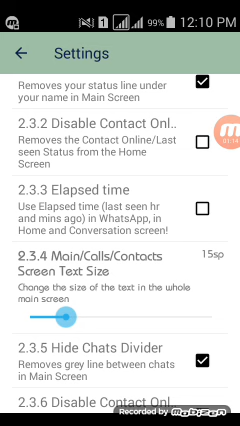 99% 12:10 PM
Settings
Removes your status line under
your name in Main Screen
2.3.2 Disable Contact Onl..
Removes the Contact Online/Last
seen Status from the Home
Screen
01:14
2.3.3 Elapsed time
Use Elapsed time (last seen hr
and mins ago) in WhatsApp, in
Home and Conversation screen!
2.3.4 Main/Calls/Contacts
Screen Text Size
15sp
Change the size of the text in the whole
main screen
2.3.5 Hide Chats Divider
Removes grey line between chats
in Main Screen
2.3.6 Disable Contact Onl
Recorded by mobizen